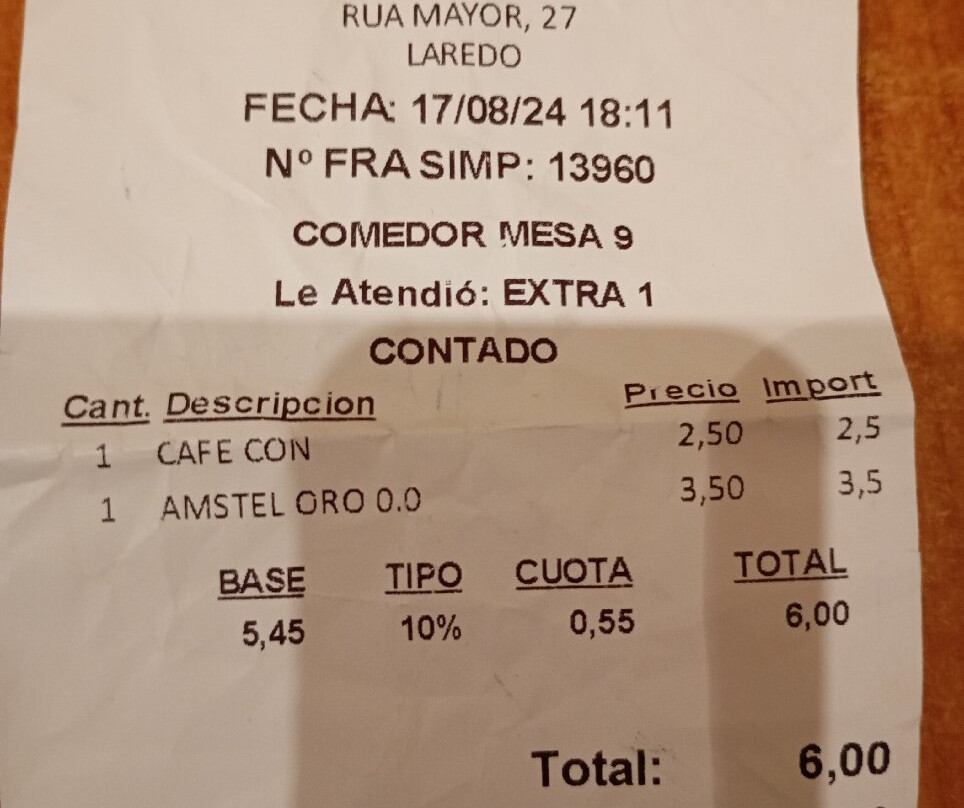 RUA MAYOR, 27
LAREDO
FECHA: 17/08/24 18:11
Nº FRA SIMP: 13960
COMEDOR MESA 9
Le Atendió: EXTRA 1
CONTADO
Cant. Descripcion Precio Import
1 CAFE CON 2,50 2,5
1 AMSTEL ORO 0.0 3,50 3,5
BASE TIPO CUOTA TOTAL
5,45 10% 0,55 6,00
Total: 6,00